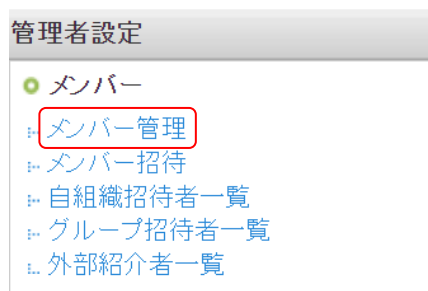 管理者設定
メンバー
メンバー管理
メンバー招待
自組織招待者一覧
グループ招待者一覧
外部紹介者一覧